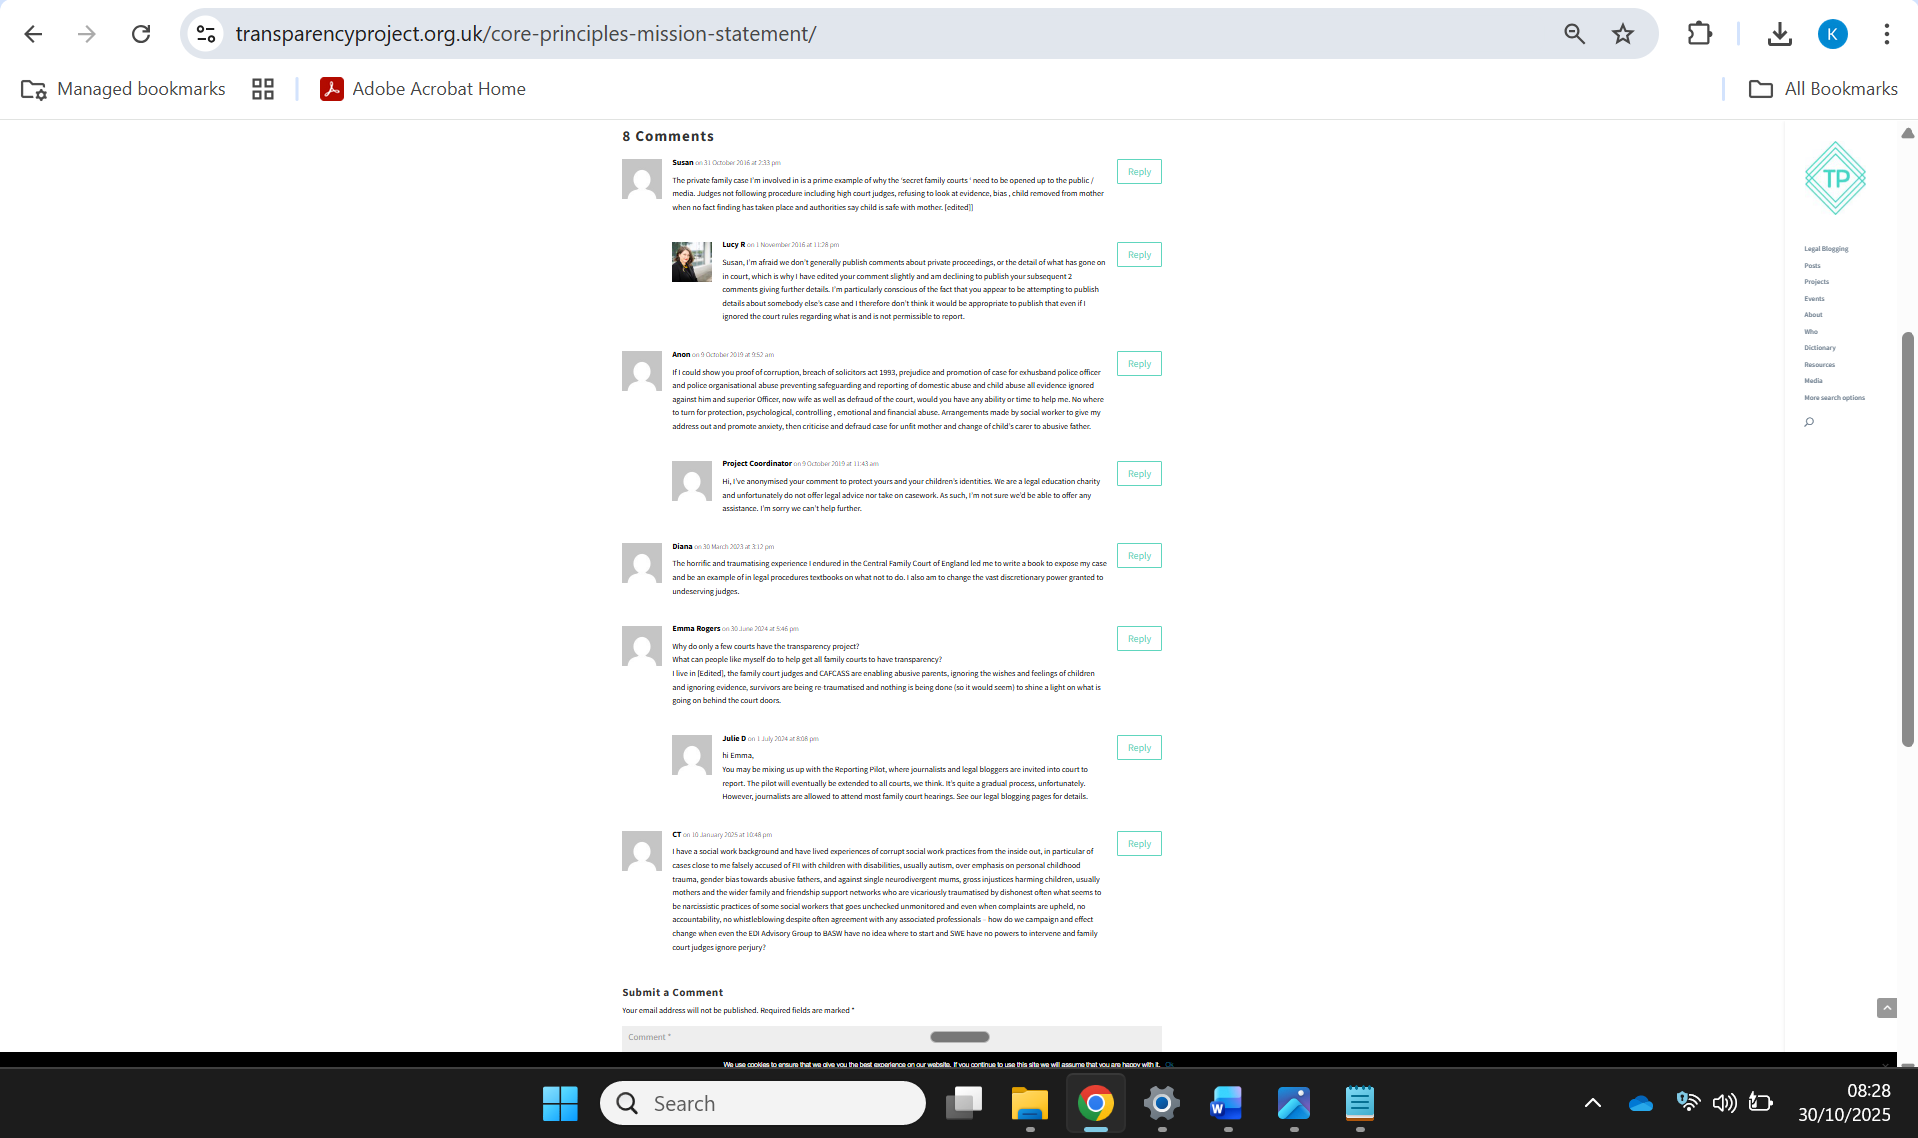 transparencyproject.org.uk/core-principles-mission-statement/
K
Managed bookmarks
Adobe Acrobat Home
All Bookmarks
8 Comments
Susan on 31 October 2016 at 2:33 pm
Reply
The private family case I'm involved in is a prime example of why the 'secret family courts ' need to be opened up to the public /
media. Judges not following procedure including high court judges, refusing to look at evidence, bias , child removed from mother
when no fact finding has taken place and authorities say child is safe with mother. [edited]]
Lucy R on 1 November 2016 at 11:28 pm
Reply
Susan, I'm afraid we don't generally publish comments about private proceedings, or the detail of what has gone on
in court, which is why I have edited your comment slightly and am declining to publish your subsequent 2
comments giving further details. I'm particularly conscious of the fact that you appear to be attempting to publish
details about somebody else's case and I therefore don't think it would be appropriate to publish that even if I
ignored the court rules regarding what is and is not permissible to report.
Anon on 9 October 2019 at 9:52 am
Reply
If I could show you proof of corruption, breach of solicitors act 1993, prejudice and promotion of case for exhusband police officer
and police organisational abuse preventing safeguarding and reporting of domestic abuse and child abuse all evidence ignored
against him and superior Officer, now wife as well as defraud of the court, would you have any ability or time to help me. No where
to turn for protection, psychological, controlling , emotional and financial abuse. Arrangements made by social worker to give my
address out and promote anxiety, then criticise and defraud case for unfit mother and change of child's carer to abusive father.
Project Coordinator on 9 October 2019 at 11:43 am
Reply
Hi, I've anonymised your comment to protect yours and your children's identities. We are a legal education charity
and unfortunately do not offer legal advice nor take on casework. As such, I'm not sure we'd be able to offer any
assistance. I'm sorry we can't help further.
Diana on 30 March 2023 at 3:12 pm
Reply
The horrific and traumatising experience I endured in the Central Family Court of England led me to write a book to expose my case
and be an example of in legal procedures textbooks on what not to do. I also am to change the vast discretionary power granted to
undeserving judges.
Emma Rogers on 30 June 2024 at 5:46 pm
Reply
Why do only a few courts have the transparency project?
What can people like myself do to help get all family courts to have transparency?
I live in [Edited], the family court judges and CAFCASS are enabling abusive parents, ignoring the wishes and feelings of children
and ignoring evidence, survivors are being re-traumatised and nothing is being done (so it would seem) to shine a light on what is
going on behind the court doors.
Julie D on 1 July 2024 at 8:08 pm
Reply
hi Emma,
You may be mixing us up with the Reporting Pilot, where journalists and legal bloggers are invited into court to
report. The pilot will eventually be extended to all courts, we think. It's quite a gradual process, unfortunately.
However, journalists are allowed to attend most family court hearings. See our legal blogging pages for details.
CT on 10 January 2025 at 10:48 pm
Reply
I have a social work background and have lived experiences of corrupt social work practices from the inside out, in particular of
cases close to me falsely accused of FII with children with disabilities, usually autism, over emphasis on personal childhood
trauma, gender bias towards abusive fathers, and against single neurodivergent mums, gross injustices harming children, usually
mothers and the wider family and friendship support networks who are vicariously traumatised by dishonest often what seems to
be narcissistic practices of some social workers that goes unchecked unmonitored and even when complaints are upheld, no
accountability, no whistleblowing despite often agreement with any associated professionals – how do we campaign and effect
change when even the EDI Advisory Group to BASW have no idea where to start and SWE have no powers to intervene and family
court judges ignore perjury?
Submit a Comment
Your email address will not be published. Required fields are marked *
Comment *
TP
Legal Blogging
Posts
Projects
Events
About
Who
Dictionary
Resources
Media
More search options
We use cookies to ensure that we give you the best experience on our website. If you continue to use this site we will assume that you are happy with it.
Search
W
08:28
30/10/2025